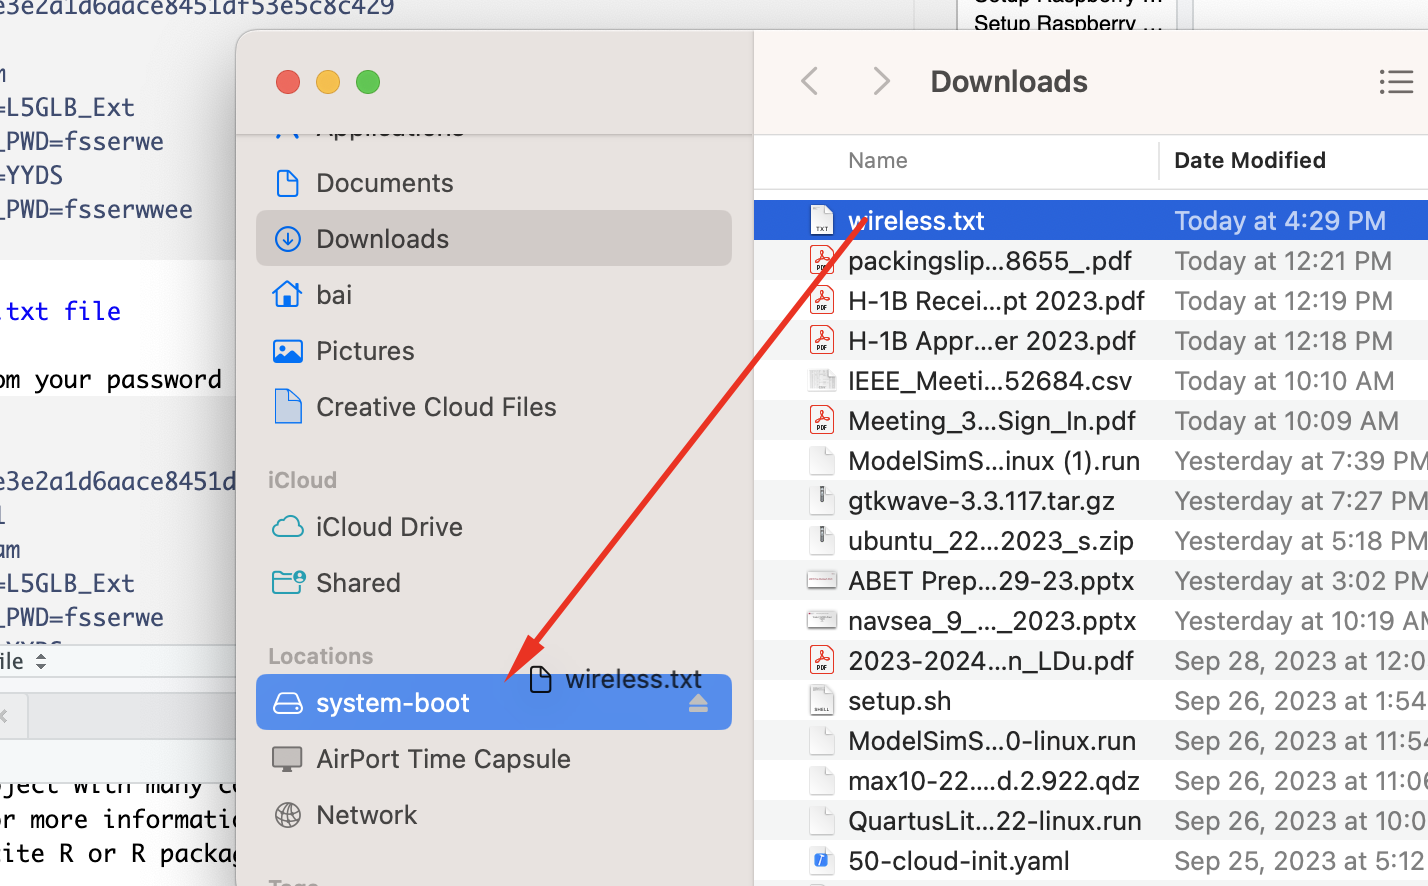 e3e2a1d6aace8451df53e5c8c429
=L5GLB_Ext
_PWD=fsserwe
=YYDS
_PWD=fsserwwee
.txt file
om your password
e3e2a1d6aace8451d
am
=L5GLB_Ext
_PWD=fsserwe
ile
ject with many co
or more informatio
cite R or R packag
Setup Raspberry ...
Setup Raspberry ...
Applications
Documents
Downloads
bai
Pictures
Creative Cloud Files
iCloud
iCloud Drive
Shared
Locations
system-boot
wireless.txt
AirPort Time Capsule
Network
Tags
Downloads
Name Date Modified
wireless.txt Today at 4:29 PM
packingslip...8655_.pdf Today at 12:21 PM
H-1B Recei...pt 2023.pdf Today at 12:19 PM
H-1B Appr...er 2023.pdf Today at 12:18 PM
IEEE_Meeti...52684.csv Today at 10:10 AM
Meeting_3...Sign_In.pdf Today at 10:09 AM
ModelSimS...inux (1).run Yesterday at 7:39 PM
gtkwave-3.3.117.tar.gz Yesterday at 7:27 PM
ubuntu_22...2023_s.zip Yesterday at 5:18 PM
ABET Prep...29-23.pptx Yesterday at 3:02 PM
navsea_9_..._2023.pptx Yesterday at 10:19 AM
2023-2024...n_LDu.pdf Sep 28, 2023 at 12:0
setup.sh Sep 26, 2023 at 1:54
ModelSimS...0-linux.run Sep 26, 2023 at 11:54
max10-22....d.2.922.qdz Sep 26, 2023 at 11:06
QuartusLit...22-linux.run Sep 26, 2023 at 10:0
50-cloud-init.yaml Sep 25, 2023 at 5:12